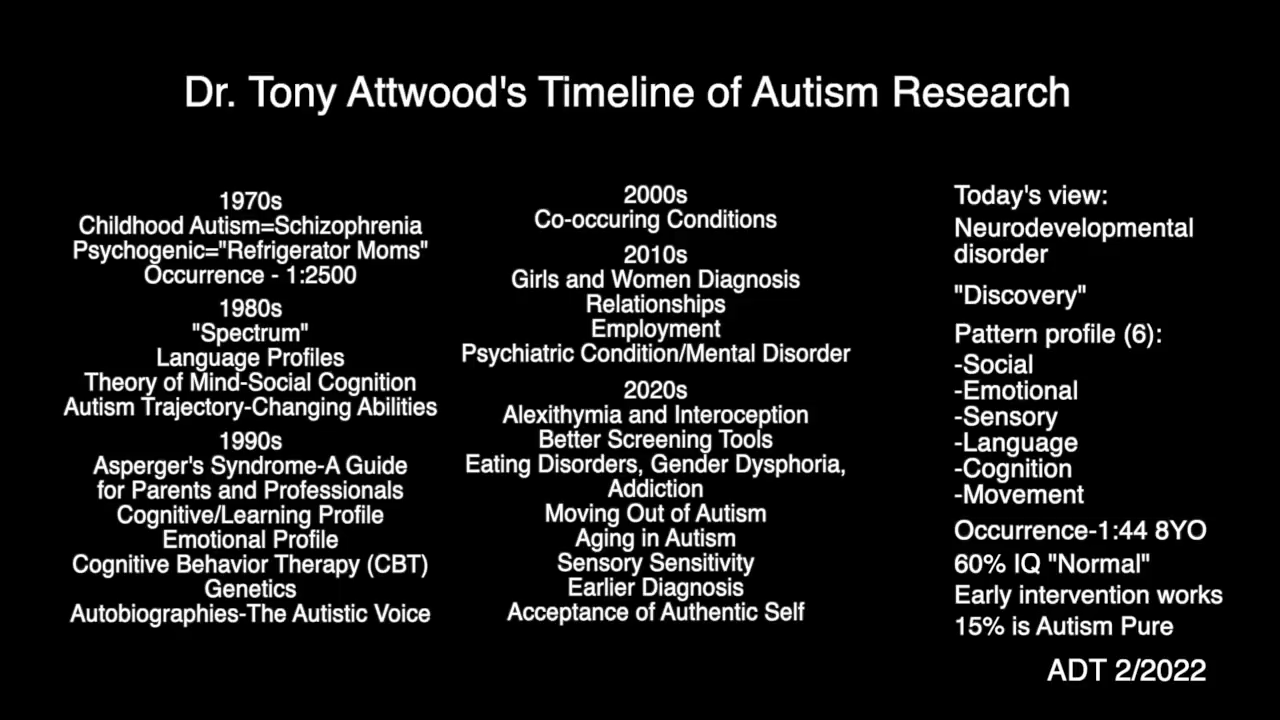 Dr. Tony Attwood's Timeline of Autism Research
1970s
Childhood Autism=Schizophrenia
Psychogenic="Refrigerator Moms"
Occurrence - 1:2500
1980s
"Spectrum"
Language Profiles
Theory of Mind-Social Cognition
Autism Trajectory-Changing Abilities
1990s
Asperger's Syndrome-A Guide
for Parents and Professionals
Cognitive/Learning Profile
Emotional Profile
Cognitive Behavior Therapy (CBT)
Genetics
Autobiographies-The Autistic Voice
2000s
Co-occuring Conditions
2010s
Girls and Women Diagnosis
Relationships
Employment
Psychiatric Condition/Mental Disorder
2020s
Alexithymia and Interoception
Better Screening Tools
Eating Disorders, Gender Dysphoria,
Addiction
Moving Out of Autism
Aging in Autism
Sensory Sensitivity
Earlier Diagnosis
Acceptance of Authentic Self
Today's view:
Neurodevelopmental
disorder
"Discovery"
Pattern profile (6):
-Social
-Emotional
-Sensory
-Language
-Cognition
-Movement
Occurrence-1:44 8YO
60% IQ "Normal"
Early intervention works
15% is Autism Pure
ADT 2/2022